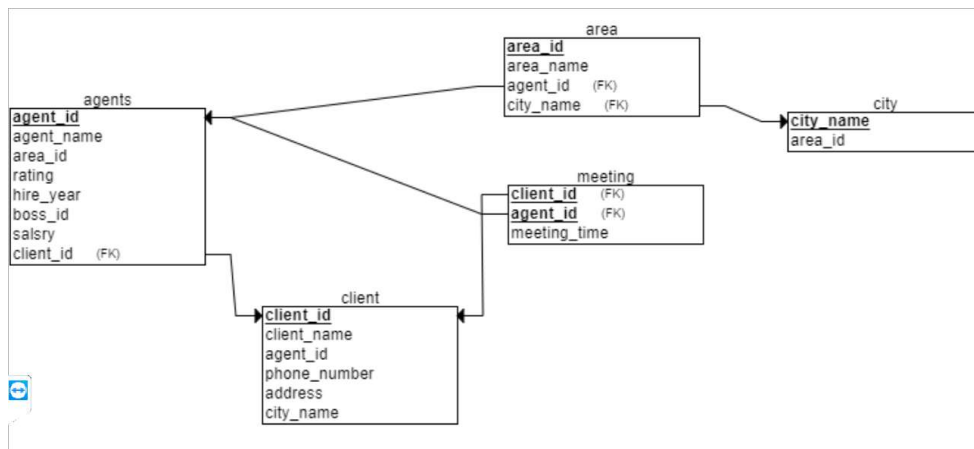 area
area_id
area_name
agent_id (FK)
city_name (FK)
agents
agent_id
agent_name
area_id
rating
hire_year
boss_id
salsry
client_id (FK)
city
city_name
area_id
meeting
client_id (FK)
agent_id (FK)
meeting_time
client
client_id
client_name
agent_id
phone_number
address
city_name